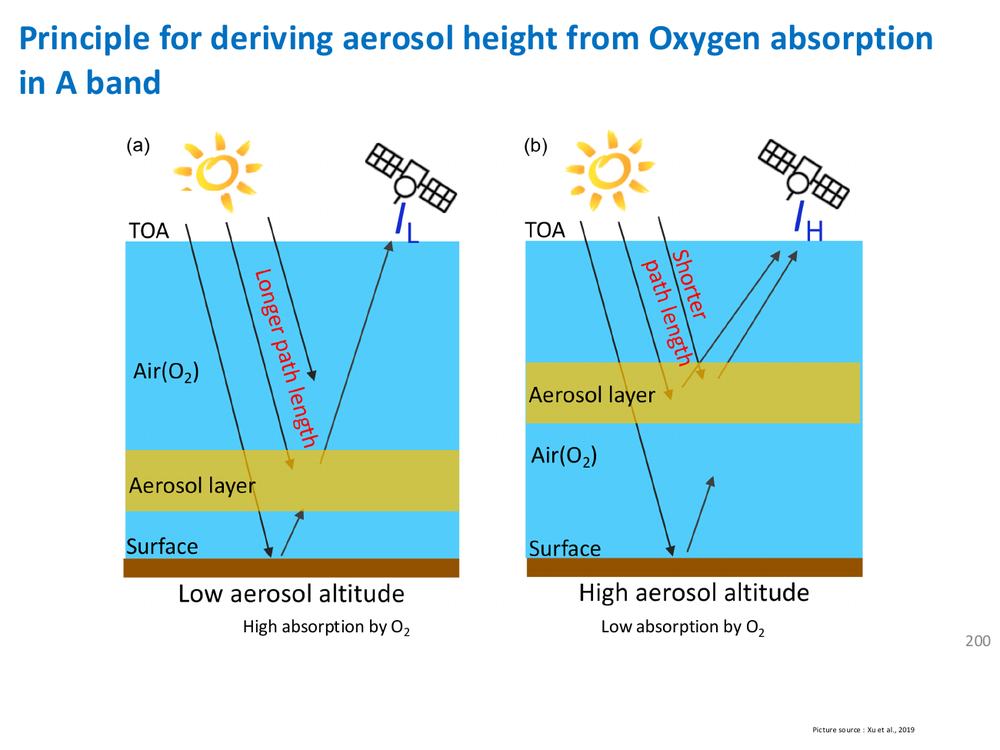 Principle for deriving aerosol height from Oxygen absorption
in A band
(a)
TOA
I_L
Longer path length
Air(O₂)
Aerosol layer
Surface
Low aerosol altitude
High absorption by O₂
(b)
TOA
I_H
Shorter
path length
Aerosol layer
Air(O₂)
Surface
High aerosol altitude
Low absorption by O₂
200
Picture source : Xu et al., 2019